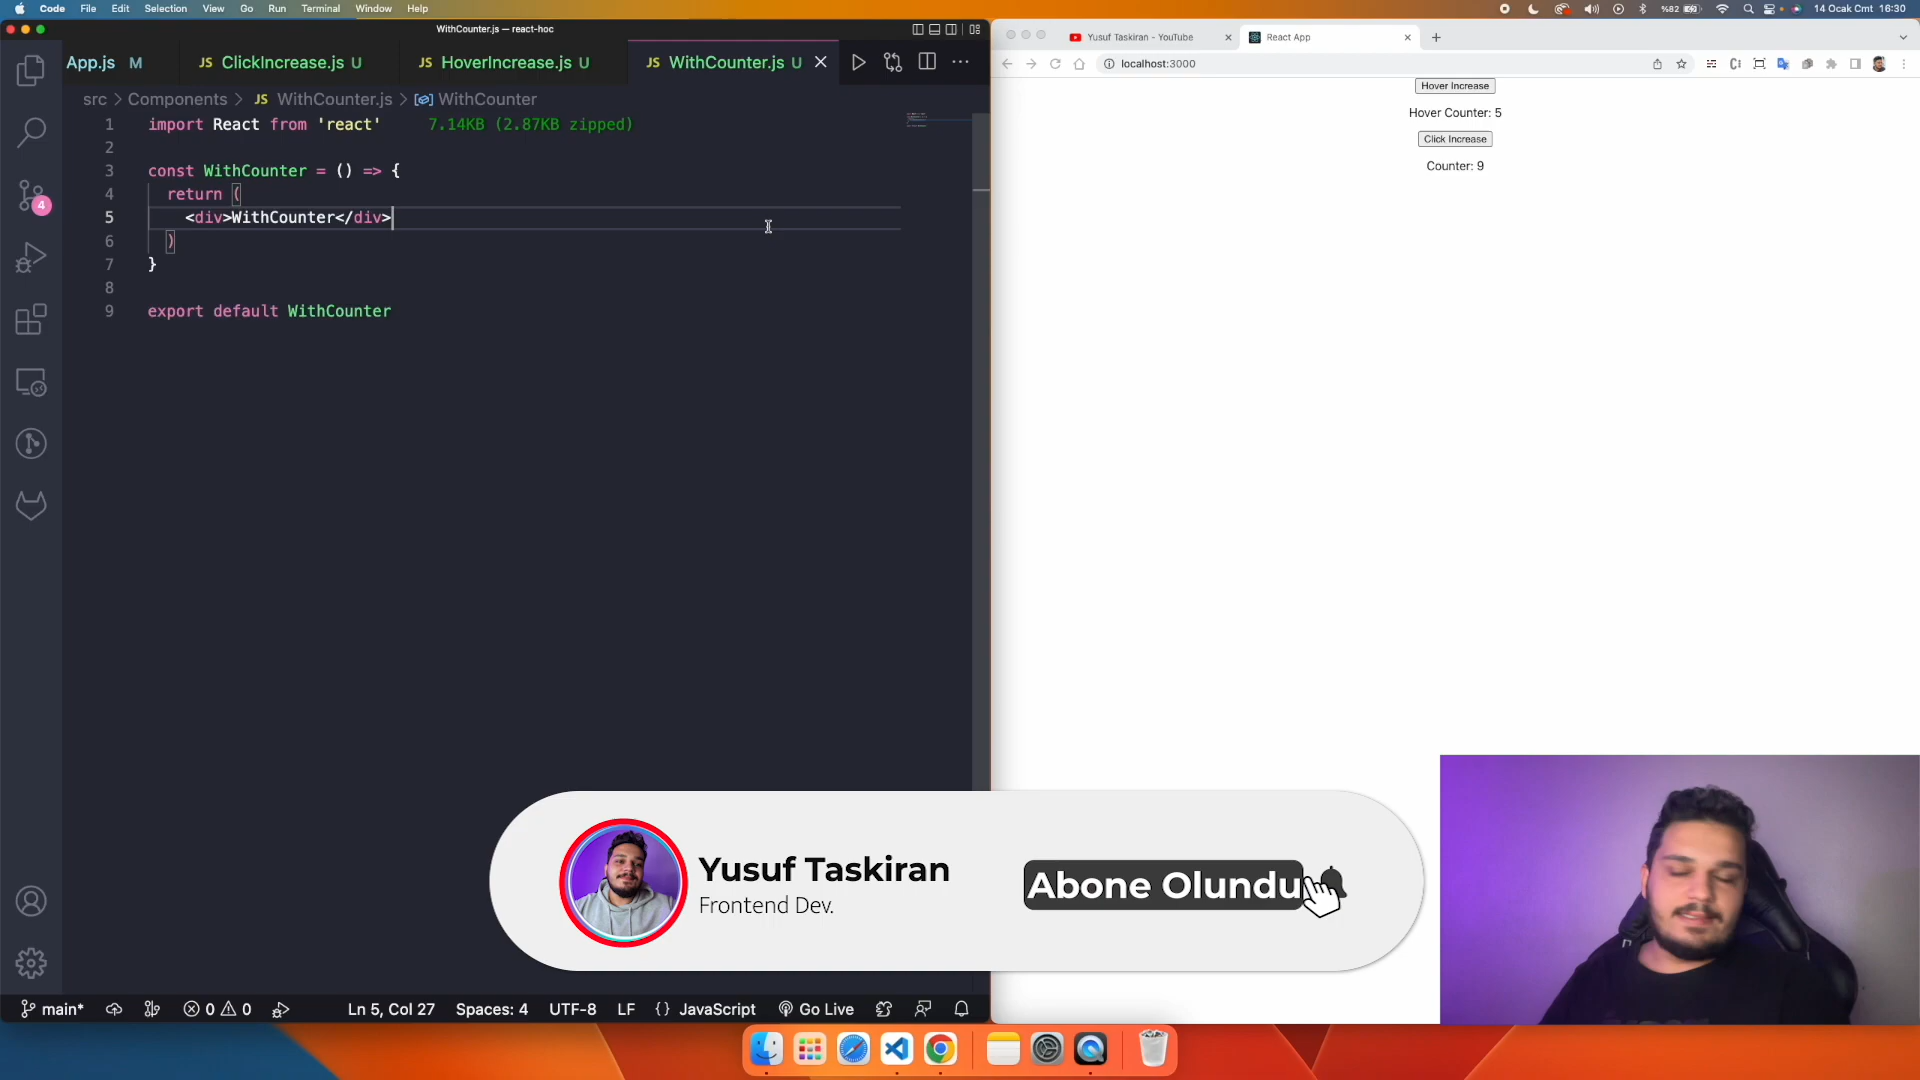 Code File Edit Selection View Go Run Terminal Window Help
%82
14 Ocak Cmt 16:30
WithCounter.js — react-hoc
App.js M
JS ClickIncrease.js U
JS HoverIncrease.js U
JS WithCounter.js U
src > Components > JS WithCounter.js > WithCounter
1 import React from 'react' 7.14KB (2.87KB zipped)
2
3 const WithCounter = () => {
4 return (
5 <div>WithCounter</div>
6 )
7 }
8
9 export default WithCounter
4
main*
0 0
Ln 5, Col 27
Spaces: 4
UTF-8
LF
{} JavaScript
Go Live
Yusuf Taskiran - YouTube
React App
localhost:3000
Hover Increase
Hover Counter: 5
Click Increase
Counter: 9
Yusuf Taskiran
Frontend Dev.
Abone Olundu